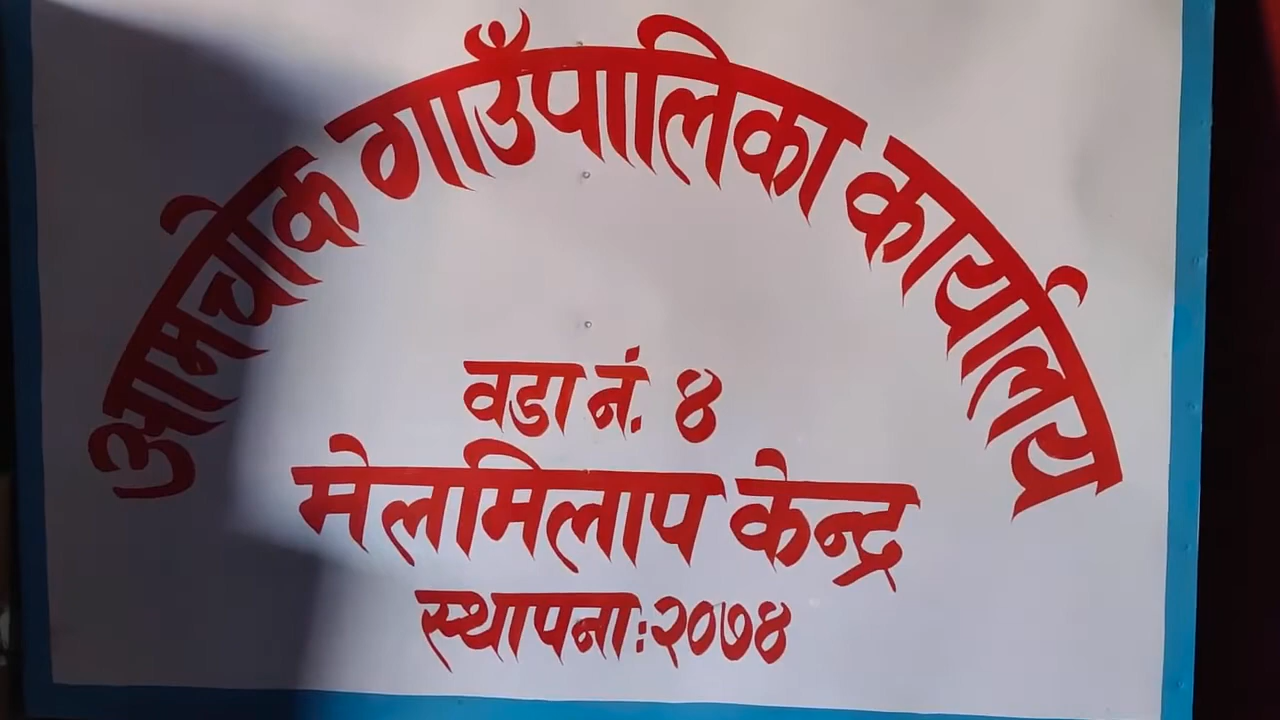 आमचोक गाउँपालिका कार्यालय
वडा नं. ४
मेलमिलाप केन्द्र
स्थापनाः२०७४